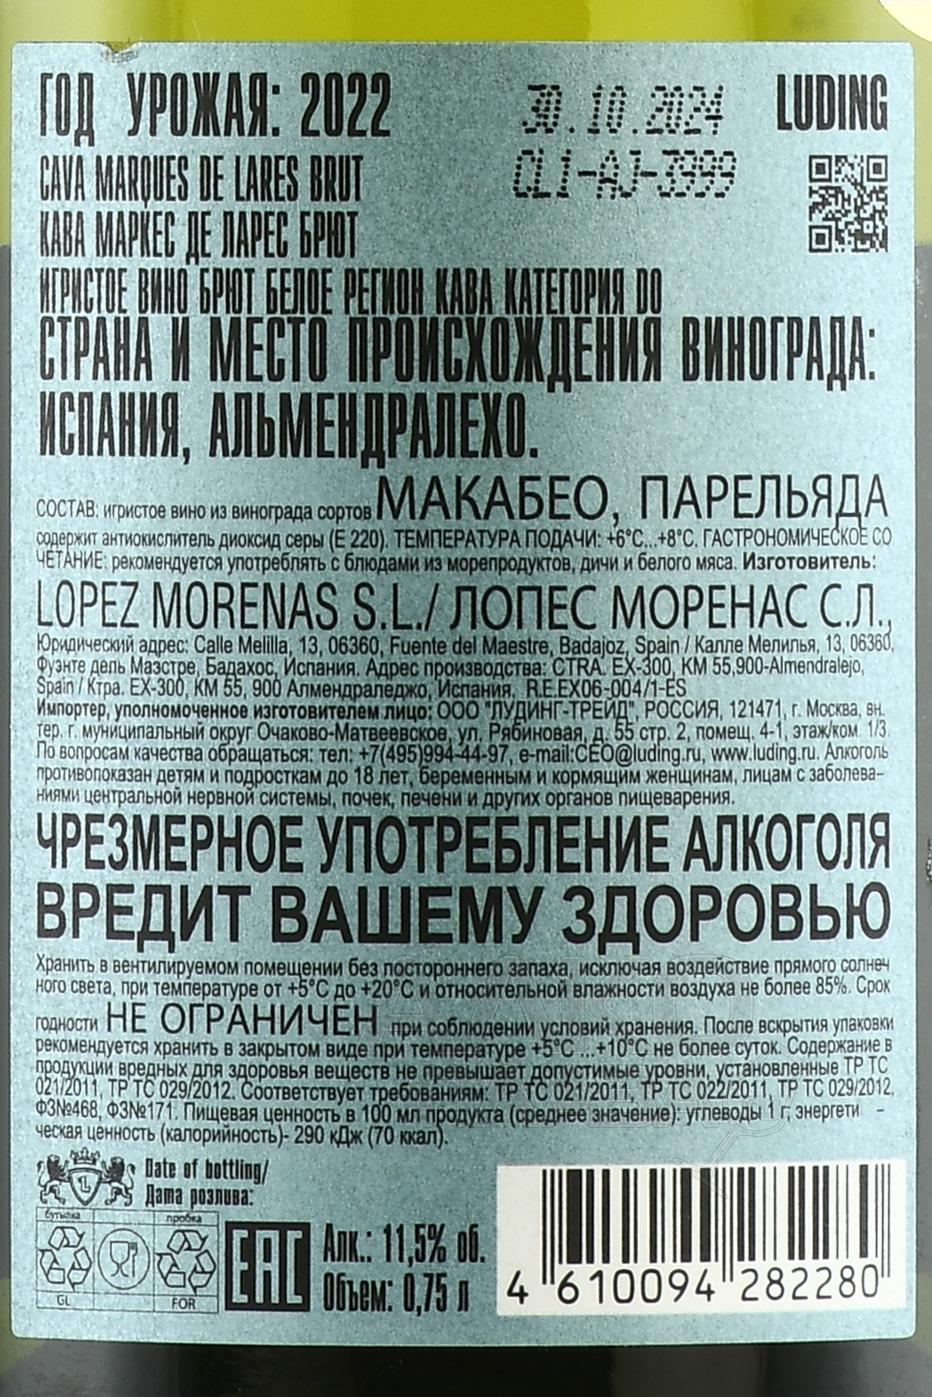 ГОД УРОЖАЯ: 2022
30.10.2024
LUDING
CL1-AJ-3999
CAVA MARQUES DE LARES BRUT
КАВА МАРКЕС ДЕ ЛАРЕС БРЮТ
ИГРИСТОЕ ВИНО БРЮТ БЕЛОЕ РЕГИОН КАВА КАТЕГОРИЯ DO
СТРАНА И МЕСТО ПРОИСХОЖДЕНИЯ ВИНОГРАДА:
ИСПАНИЯ, АЛЬМЕНДРАЛЕХО.
СОСТАВ: игристое вино из винограда сортов МАКАБЕО, ПАРЕЛЬЯДА
содержит антиокислитель диоксид серы (Е 220). ТЕМПЕРАТУРА ПОДАЧИ: +6°С...+8°С. ГАСТРОНОМИЧЕСКОЕ СО
ЧЕТАНИЕ: рекомендуется употреблять с блюдами из морепродуктов, дичи и белого мяса. Изготовитель:
LOPEZ MORENAS S.L./ ЛОПЕС МОРЕНАС С.Л.,
Юридический адрес: Calle Melilla, 13, 06360, Fuente del Maestre, Badajoz, Spain / Калле Мелилья, 13, 06360,
Фуэнте дель Маэстре, Бадахос, Испания. Адрес производства: CTRA. EX-300, KM 55,900-Almendralejo,
Spain / Ктра. EX-300, КМ 55, 900 Алмендраледжо, Испания, R.E.EX06-004/1-ES
Импортер, уполномоченное изготовителем лицо: ООО "ЛУДИНГ-ТРЕЙД", РОССИЯ, 121471, г. Москва, вн.
тер. г. муниципальный округ Очаково-Матвеевское, ул. Рябиновая, д. 55 стр. 2, помещ. 4-1, этаж/ком 1/3.
По вопросам качества обращаться: тел: +7(495)994-44-97, e-mail:CEO@luding.ru, www.luding.ru. Алкоголь
противопоказан детям и подросткам до 18 лет, беременным и кормящим женщинам, лицам с заболева-
ниями центральной нервной системы, почек, печени и других органов пищеварения.
ЧРЕЗМЕРНОЕ УПОТРЕБЛЕНИЕ АЛКОГОЛЯ
ВРЕДИТ ВАШЕМУ ЗДОРОВЬЮ
Хранить в вентилируемом помещении без постороннего запаха, исключая воздействие прямого солнеч
ного света, при температуре от +5°С до +20°С и относительной влажности воздуха не более 85%. Срок
годности НЕ ОГРАНИЧЕН при соблюдении условий хранения. После вскрытия упаковки
рекомендуется хранить в закрытом виде при температуре +5°С ...+10°С не более суток. Содержание в
продукции вредных для здоровья веществ не превышает допустимые уровни, установленные ТР ТС
021/2011, ТР ТС 029/2012. Соответствует требованиям: ТР ТС 021/2011, ТР ТС 022/2011, ТР ТС 029/2012,
ФЗ№468, ФЗ№171. Пищевая ценность в 100 мл продукта (среднее значение): углеводы 1 г; энергети -
ческая ценность (калорийность)- 290 кДж (70 ккал).
Date of bottling/
Дата розлива:
бутылка
пробка
GL
FOR
EAC
Алк.: 11,5% об.
Объем: 0,75 л
4 610094 282280